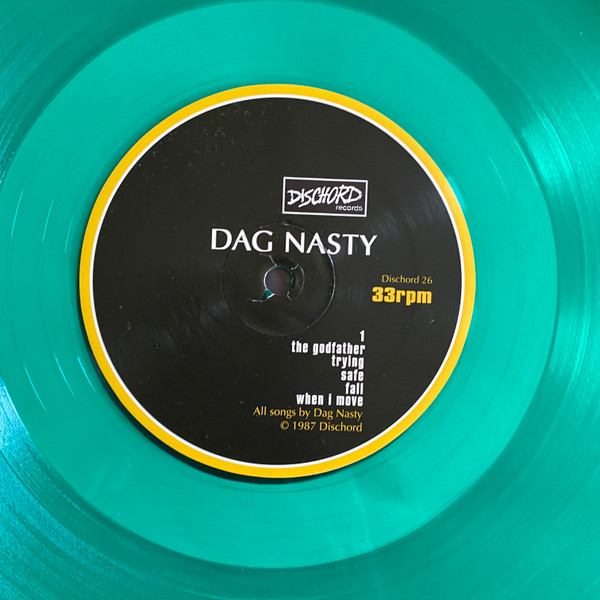 DISCHORD
records
DAG NASTY
Dischord 26
33rpm
1
the godfather
trying
safe
fall
when i move
All songs by Dag Nasty
© 1987 Dischord